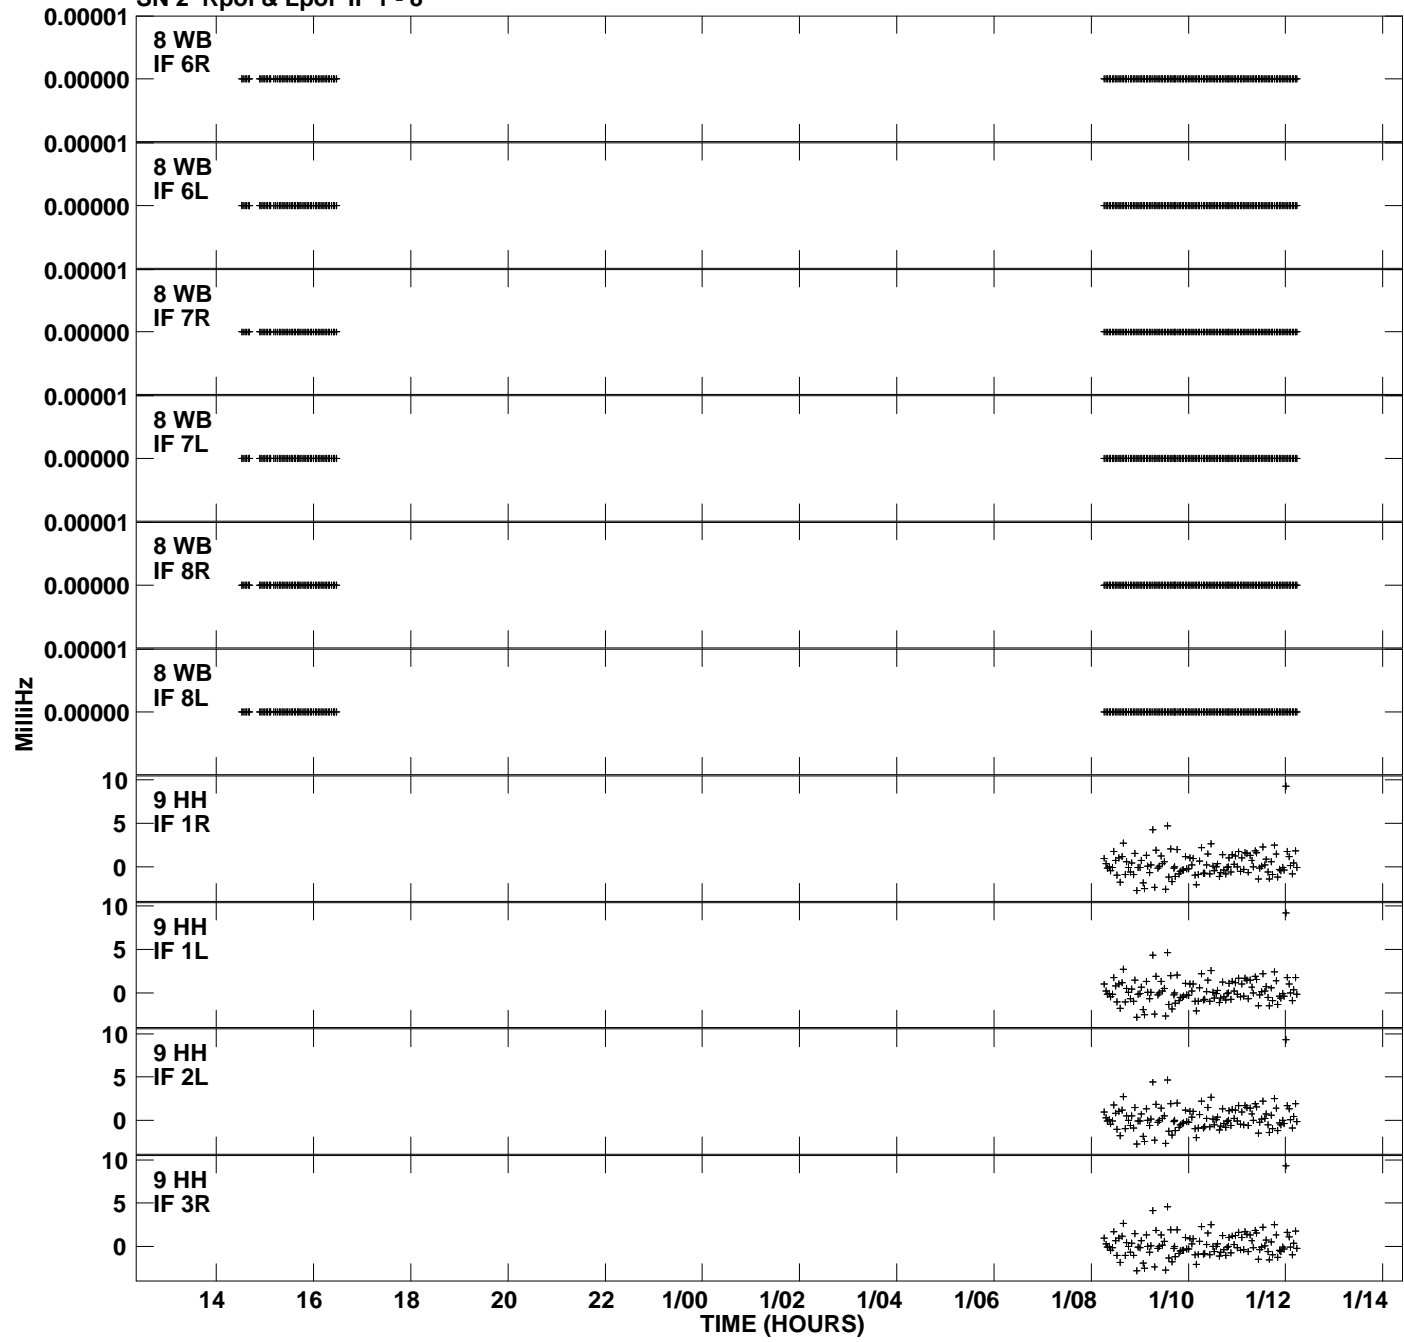 SN 2 Rpol & Lpol IF 1 - 8
0.00001
8 WB
IF 6R
0.00000
0.00001
8 WB
IF 6L
0.00000
0.00001
8 WB
IF 7R
0.00000
0.00001
8 WB
IF 7L
0.00000
0.00001
8 WB
IF 8R
0.00000
0.00001
8 WB
IF 8L
0.00000
MilliHz
10
9 HH
IF 1R
5
0
10
9 HH
IF 1L
5
0
10
9 HH
IF 2L
5
0
10
9 HH
IF 3R
5
0
14 16 18 20 22 1/00 1/02 1/04 1/06 1/08 1/10 1/12 1/14
TIME (HOURS)